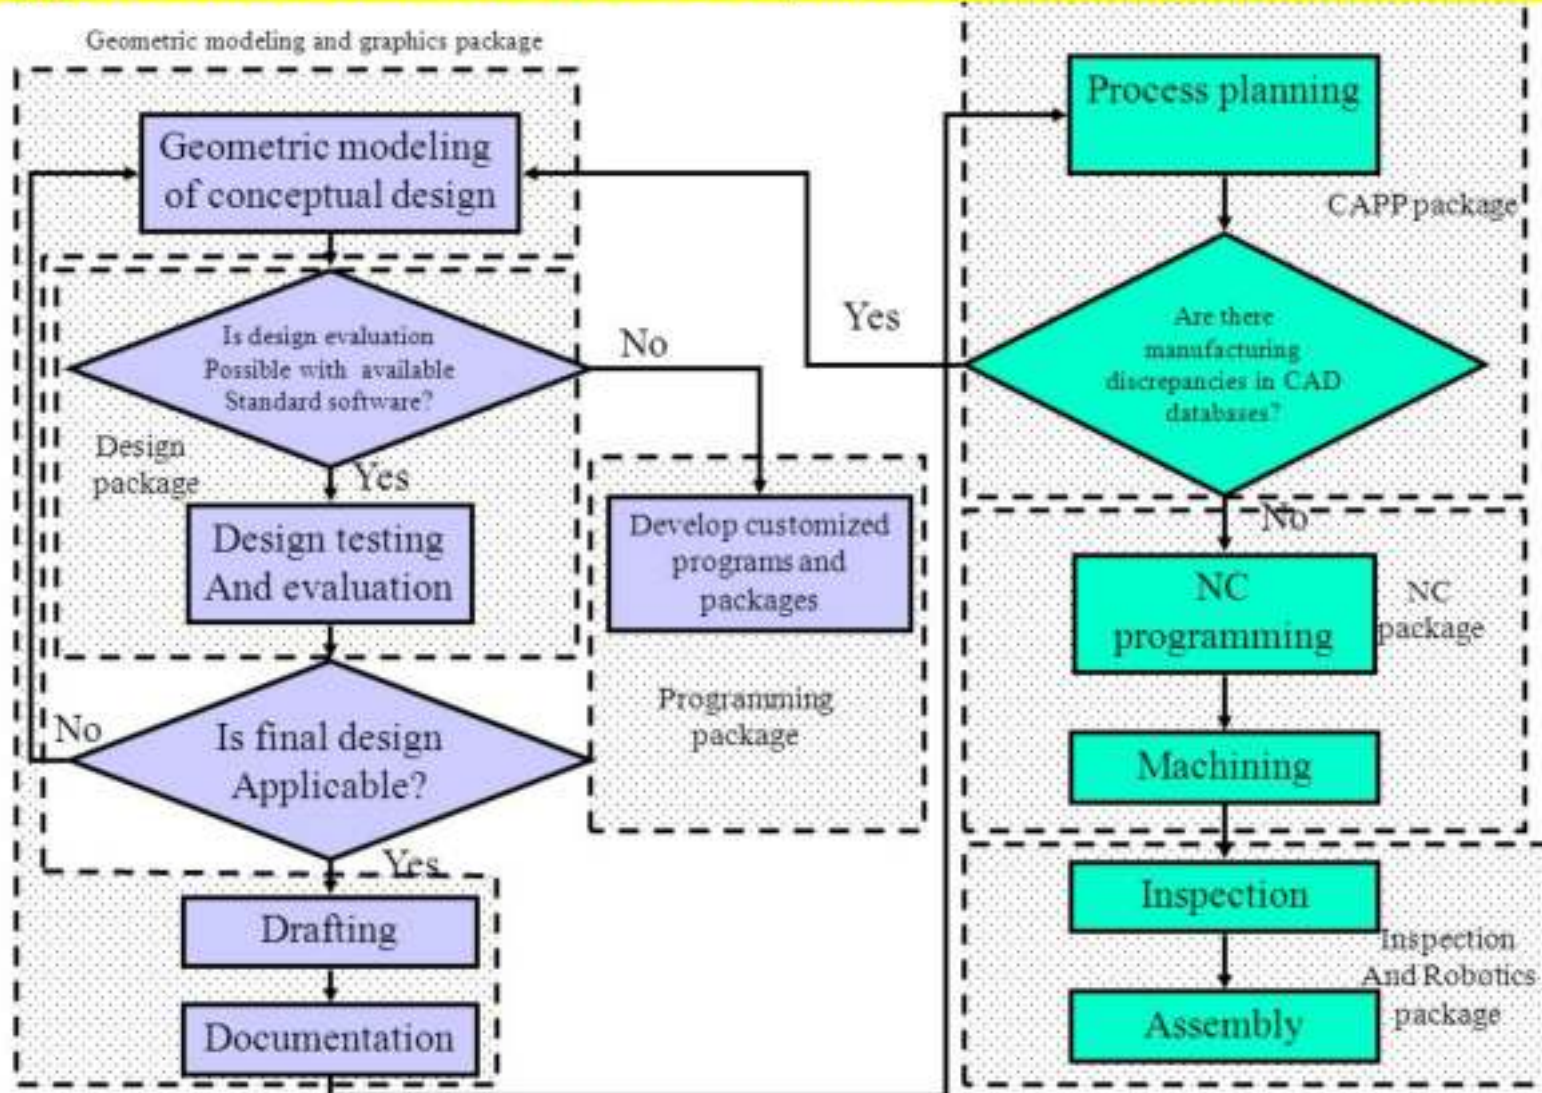 Geometric modeling and graphics package
Geometric modeling
of conceptual design
Is design evaluation
Possible with available
Standard software?
No
Design
package
Yes
Design testing
And evaluation
Develop customized
programs and
packages
Programming
package
No
Is final design
Applicable?
Yes
Drafting
Documentation
Process planning
CAPP package
Yes
Are there
manufacturing
discrepancies in CAD
databases?
No
NC
programming
NC
package
Machining
Inspection
Inspection
And Robotics
package
Assembly